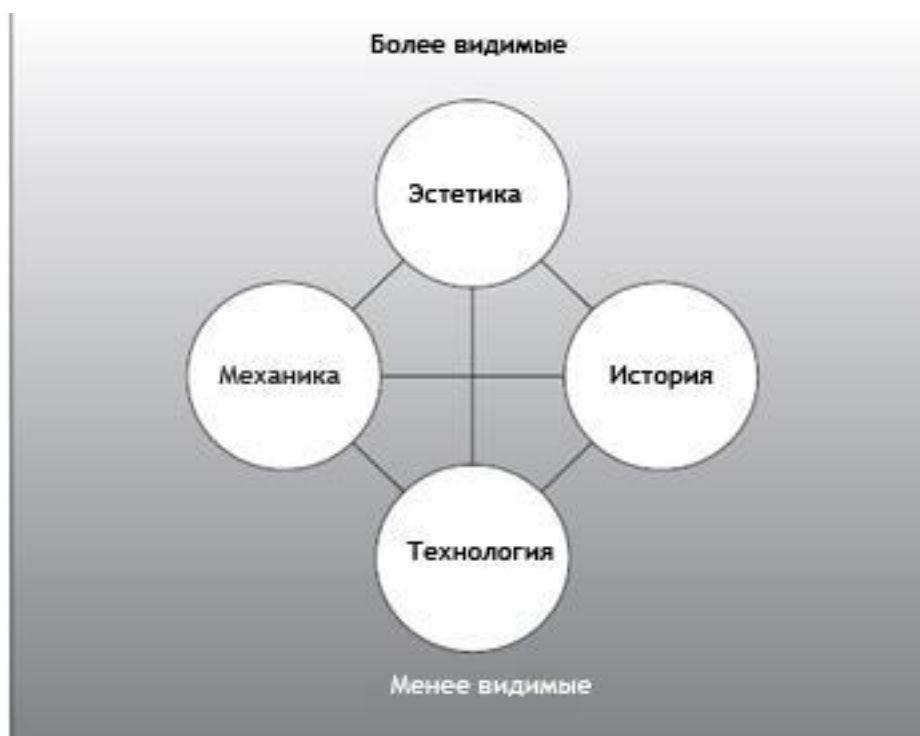 Более видимые
Эстетика
Механика
История
Технология
Менее видимые